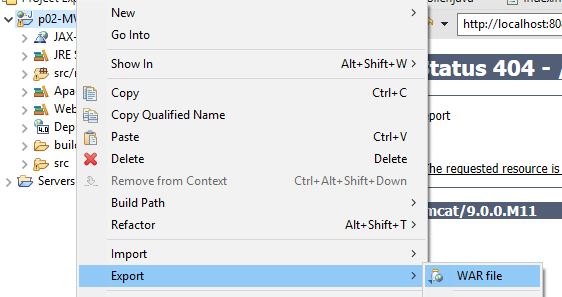 p02-MV
JAX-
JRE S
src/
Apa
Web
Dep
buil
src
Servers
New
Go Into
Show In Alt+Shift+W
Copy Ctrl+C
Copy Qualified Name
Paste Ctrl+V
Delete Delete
Remove from Context Ctrl+Alt+Shift+Down
Build Path
Refactor Alt+Shift+T
Import
Export
WAR file
http://localhost:80
Status 404 - /
port
The requested resource is
mcat/9.0.0.M11